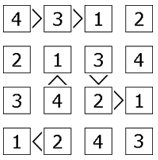 4 > 3 > 1 2
2 1 3 4
∧ ∨
3 4 2 > 1
1 < 2 4 3